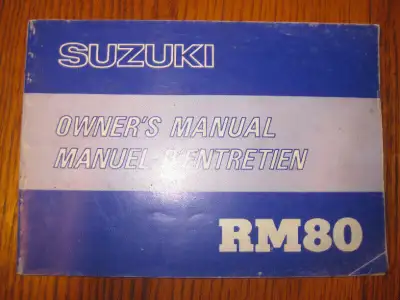 SUZUKI
OWNER'S MANUAL
MANUEL D'ENTRETIEN
RM80